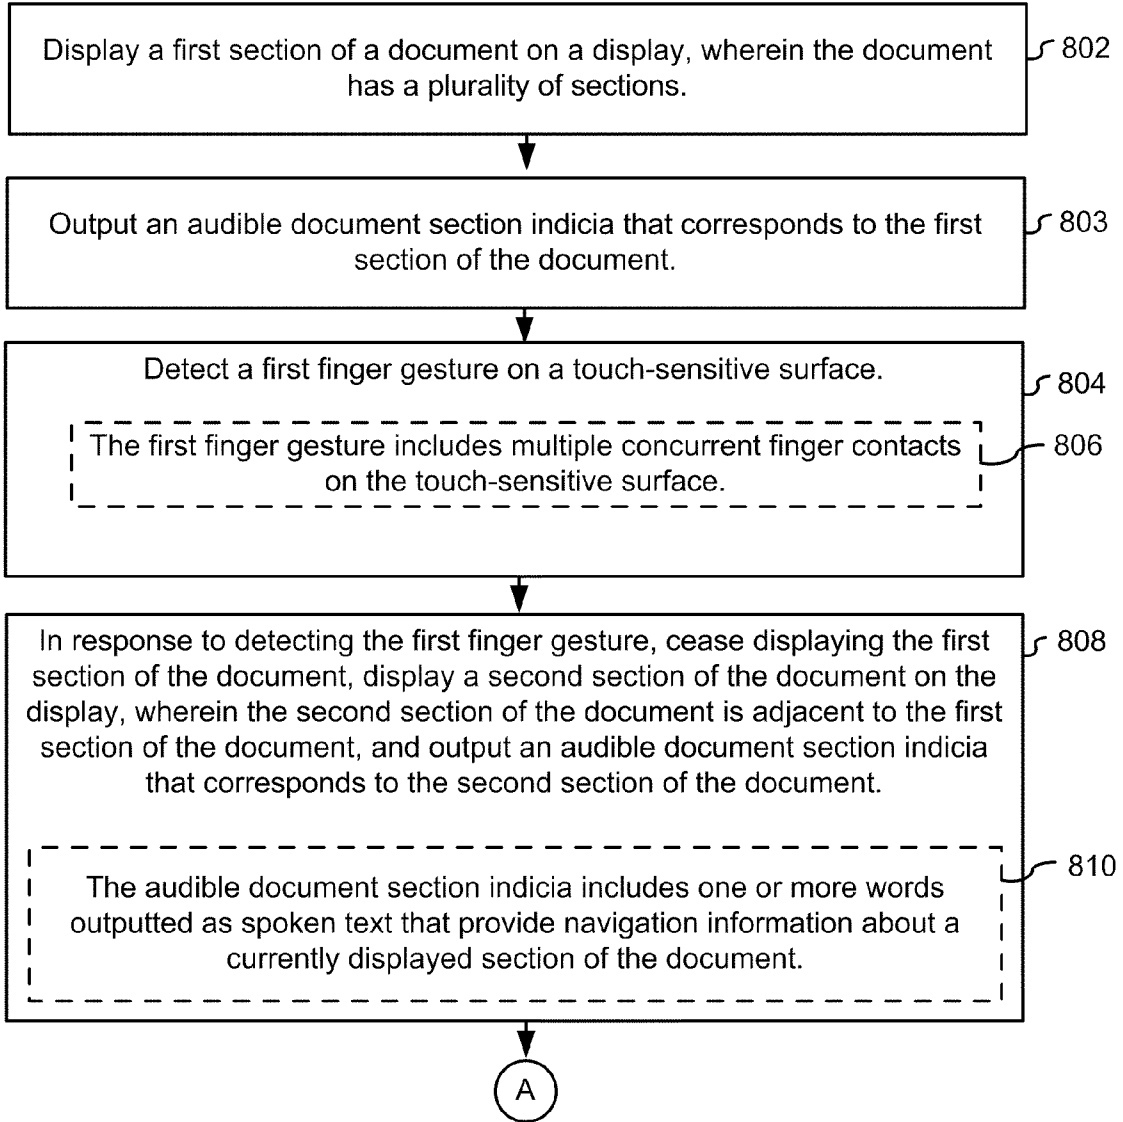 Display a first section of a document on a display, wherein the document
has a plurality of sections.
802
Output an audible document section indicia that corresponds to the first
section of the document.
803
Detect a first finger gesture on a touch-sensitive surface.
804
The first finger gesture includes multiple concurrent finger contacts
on the touch-sensitive surface.
806
In response to detecting the first finger gesture, cease displaying the first
section of the document, display a second section of the document on the
display, wherein the second section of the document is adjacent to the first
section of the document, and output an audible document section indicia
that corresponds to the second section of the document.
808
The audible document section indicia includes one or more words
outputted as spoken text that provide navigation information about a
currently displayed section of the document.
810
A